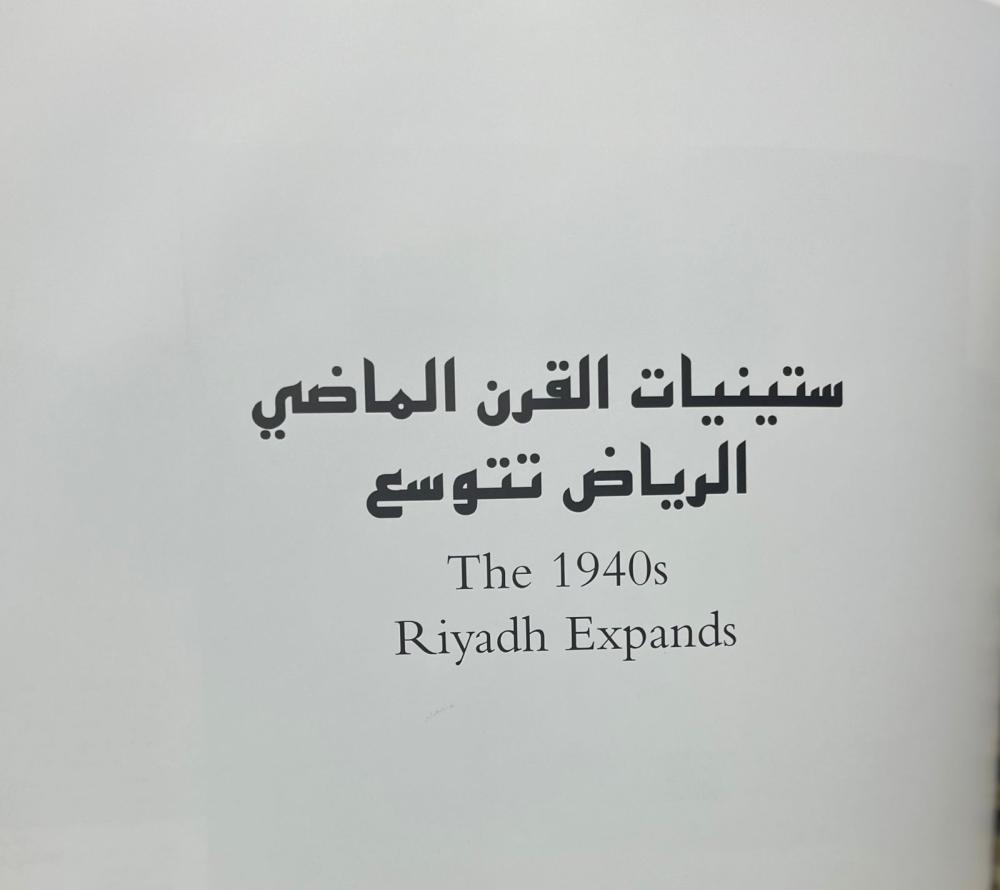 ستينيات القرن الماضي
الرياض تتوسع
The 1940s
Riyadh Expands